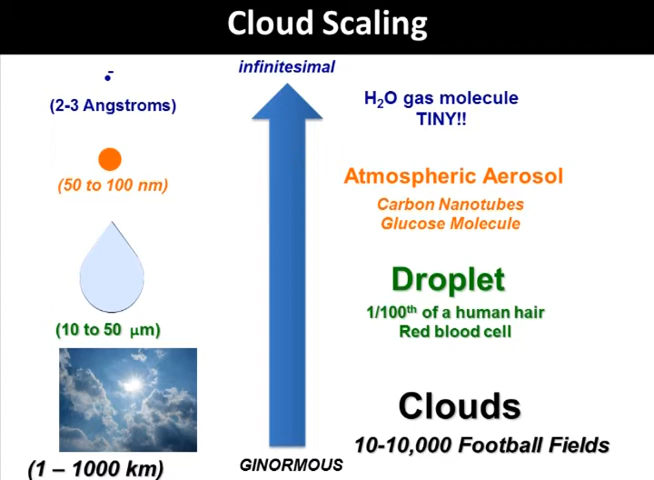 Cloud Scaling
infinitesimal
(2-3 Angstroms)
H₂O gas molecule
TINY!!
(50 to 100 nm)
Atmospheric Aerosol
Carbon Nanotubes
Glucose Molecule
Droplet
(10 to 50 μm)
1/100ᵗʰ of a human hair
Red blood cell
Clouds
10-10,000 Football Fields
(1 – 1000 km)
GINORMOUS